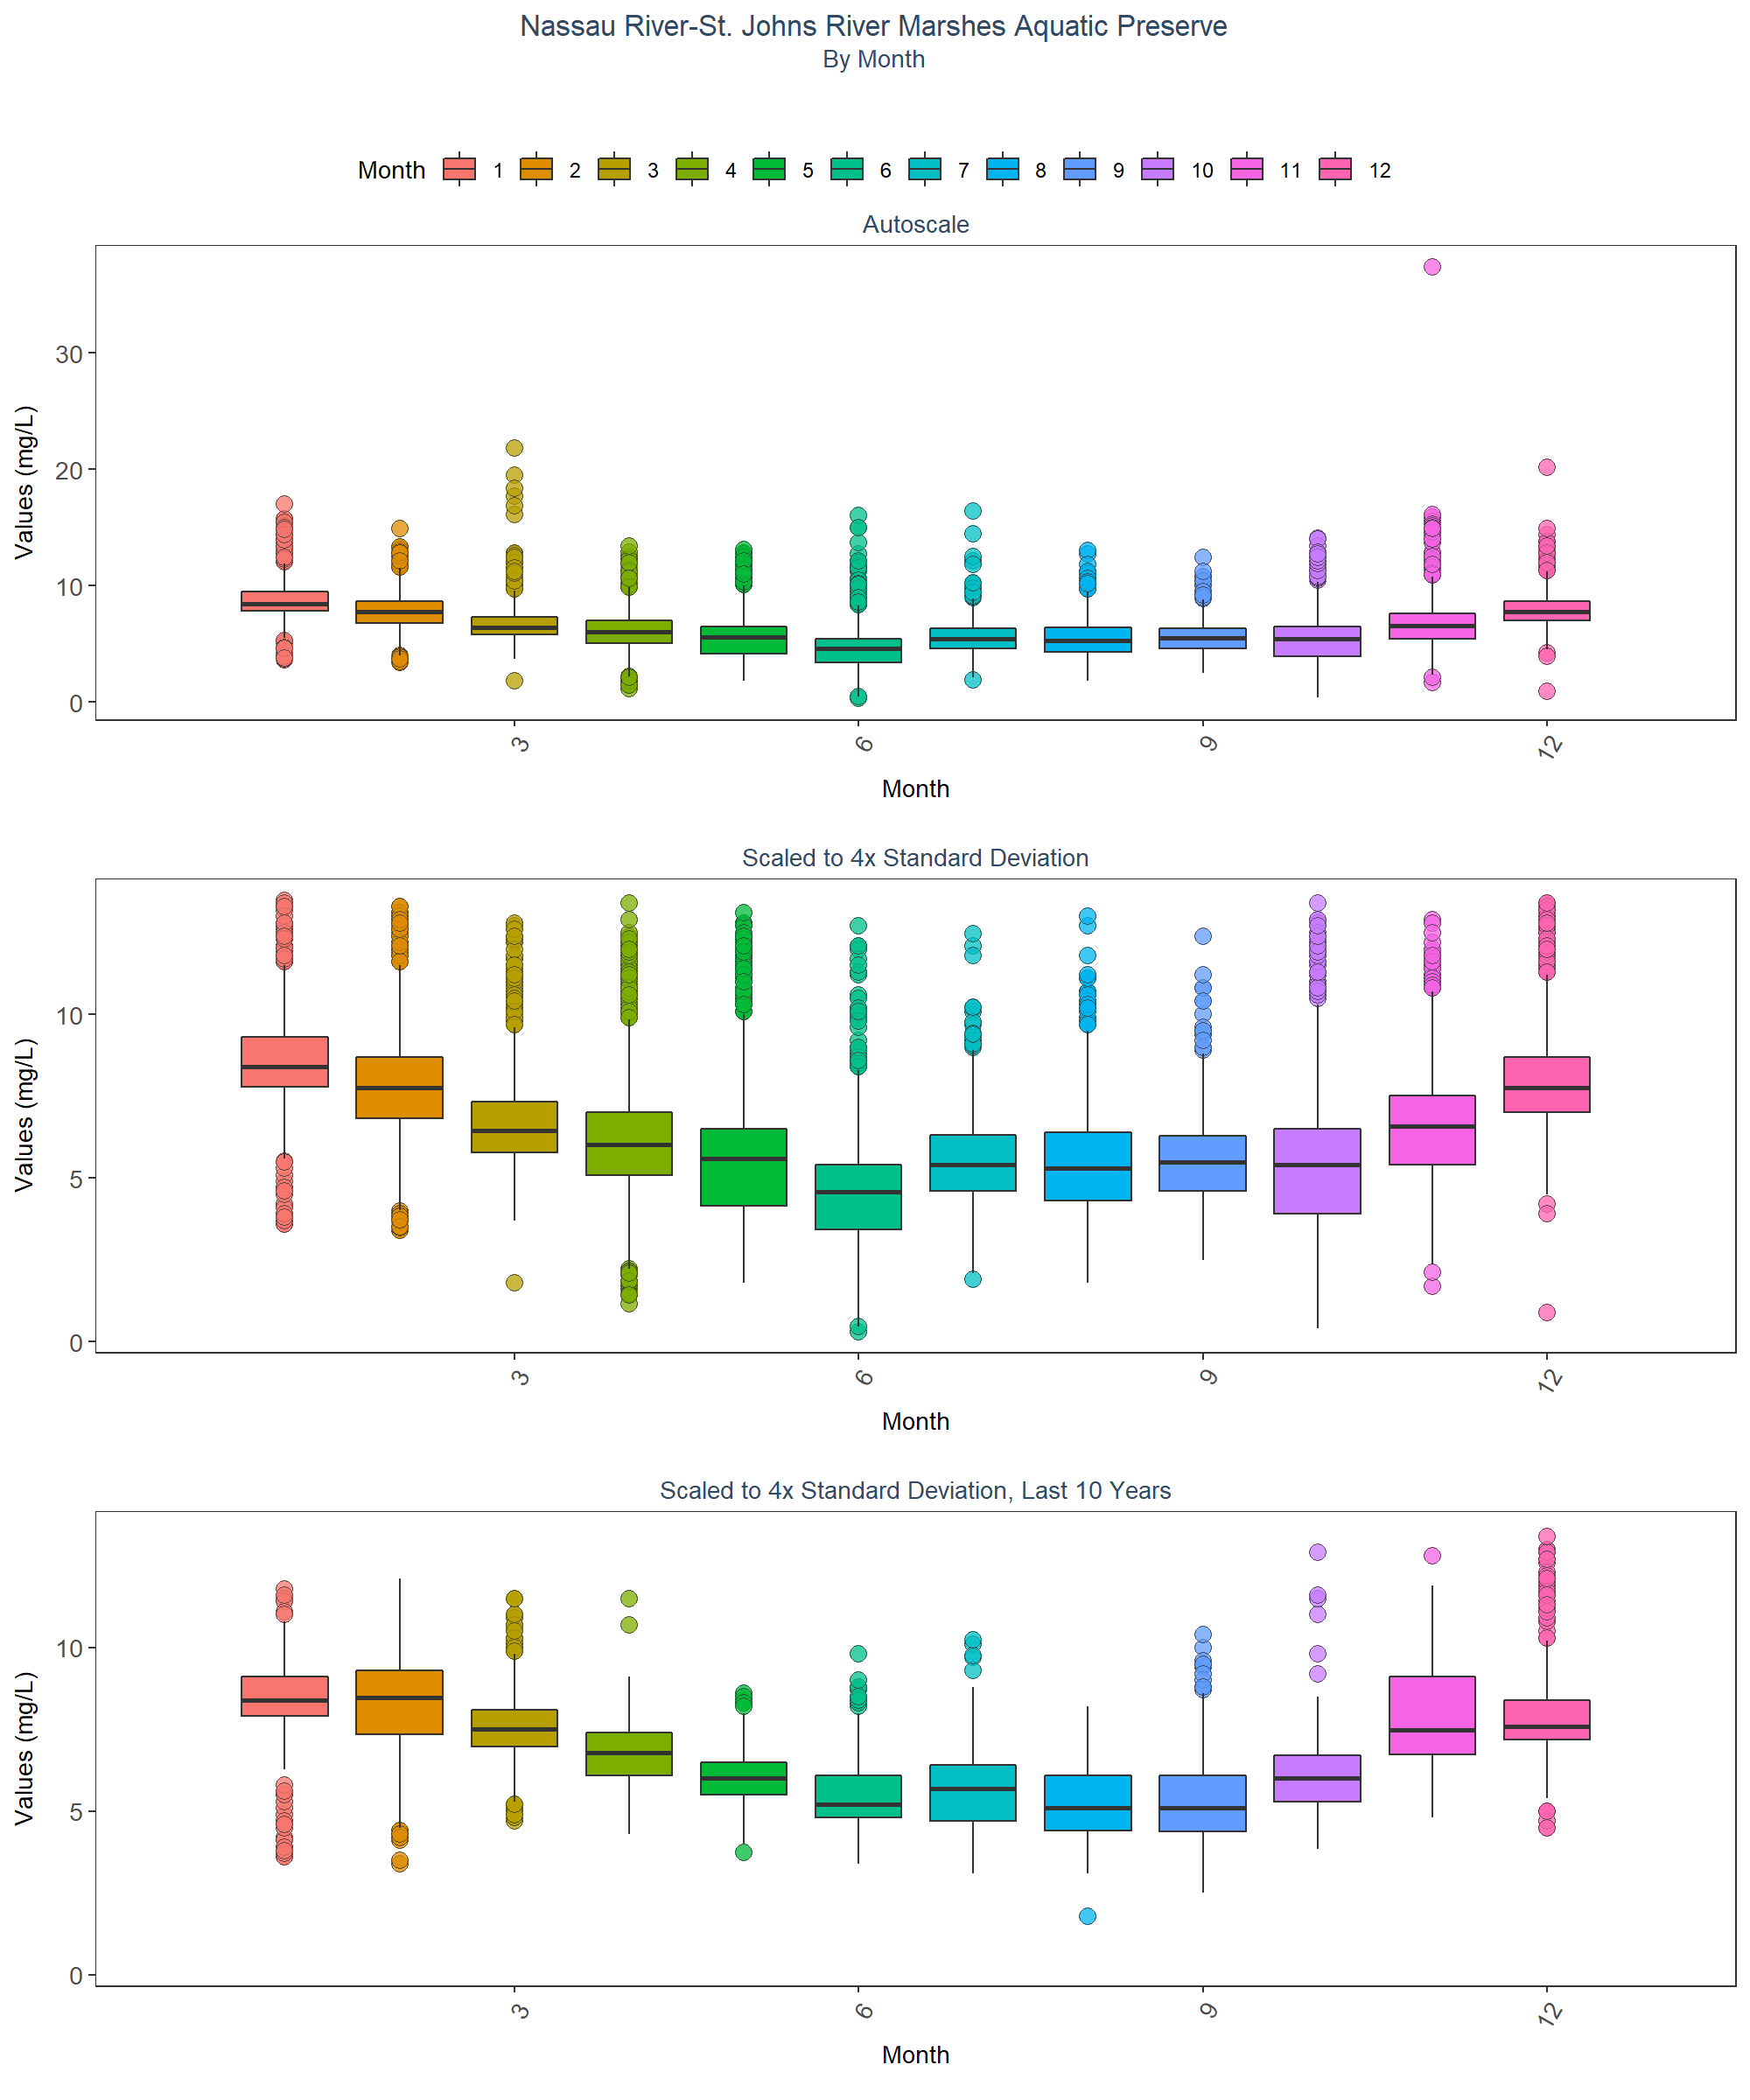 Nassau River-St. Johns River Marshes Aquatic Preserve
By Month
Month 1 2 3 4 5 6 7 8 9 10 11 12
Autoscale
Values (mg/L)
30
20
10
0
3 6 9 12
Month
Scaled to 4x Standard Deviation
Values (mg/L)
10
5
0
3 6 9 12
Month
Scaled to 4x Standard Deviation, Last 10 Years
Values (mg/L)
10
5
0
3 6 9 12
Month